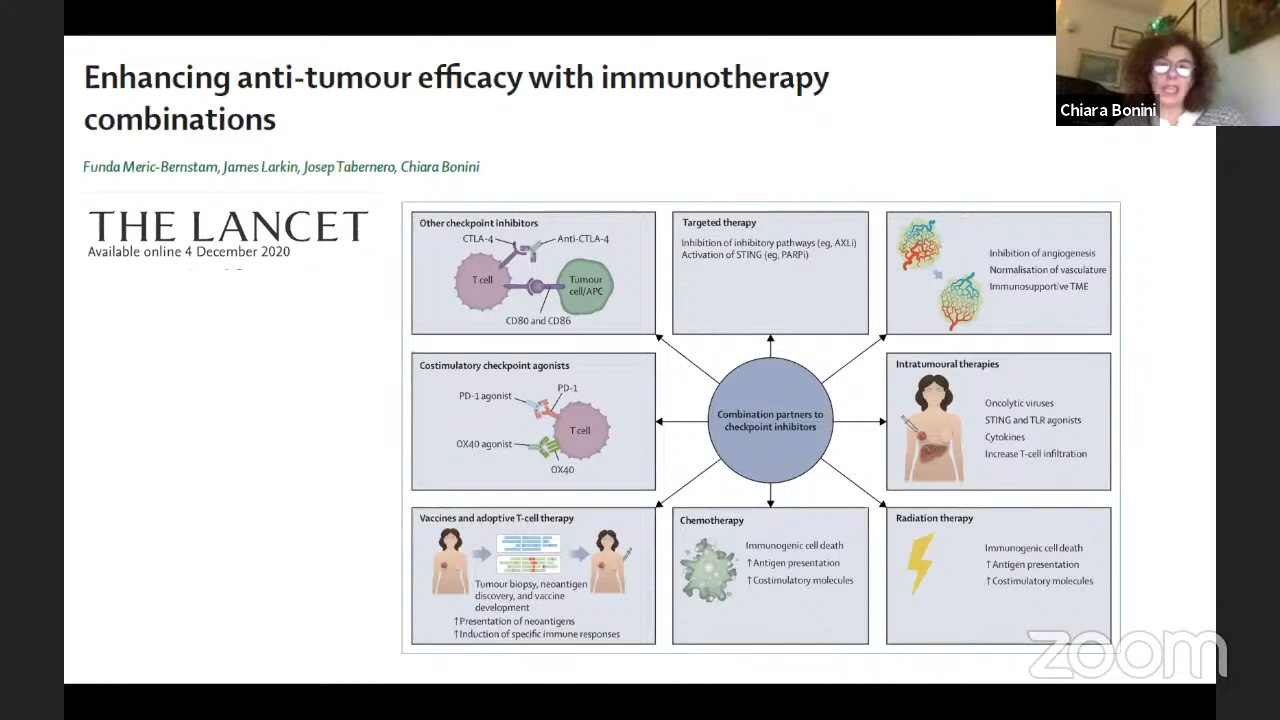 Enhancing anti-tumour efficacy with immunotherapy
combinations
Funda Meric-Bernstam, James Larkin, Josep Tabernero, Chiara Bonini
THE LANCET
Available online 4 December 2020
Chiara Bonini
Other checkpoint inhibitors
CTLA-4
Anti-CTLA-4
T cell
Tumour
cell/APC
CD80 and CD86
Targeted therapy
Inhibition of inhibitory pathways (eg, AXLi)
Activation of STING (eg, PARPi)
Inhibition of angiogenesis
Normalisation of vasculature
Immunosupportive TME
Costimulatory checkpoint agonists
PD-1 agonist
PD-1
T cell
OX40 agonist
OX40
Combination partners to
checkpoint inhibitors
Intratumoural therapies
Oncolytic viruses
STING and TLR agonists
Cytokines
Increase T-cell infiltration
Vaccines and adoptive T-cell therapy
Tumour biopsy, neoantigen
discovery, and vaccine
development
↑Presentation of neoantigens
↑Induction of specific immune responses
Chemotherapy
Immunogenic cell death
↑Antigen presentation
↑Costimulatory molecules
Radiation therapy
Immunogenic cell death
↑Antigen presentation
↑Costimulatory molecules
zoom